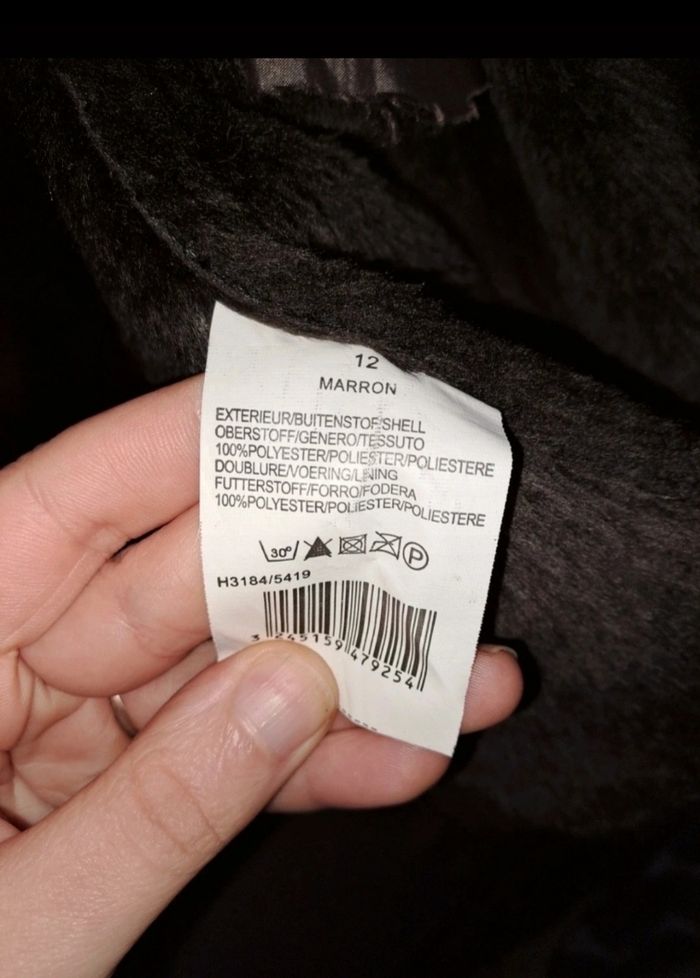 12
MARRON
EXTERIEUR/BUITENSTOF/SHELL
OBERSTOFF/GÉNERO/TESSUTO
100%POLYESTER/POLIESTER/POLIESTERE
DOUBLURE/VOERING/LINING
FUTTERSTOFF/FORRO/FODERA
100%POLYESTER/POLIESTER/POLIESTERE
30° P
H3184/5419
3 245159 479254